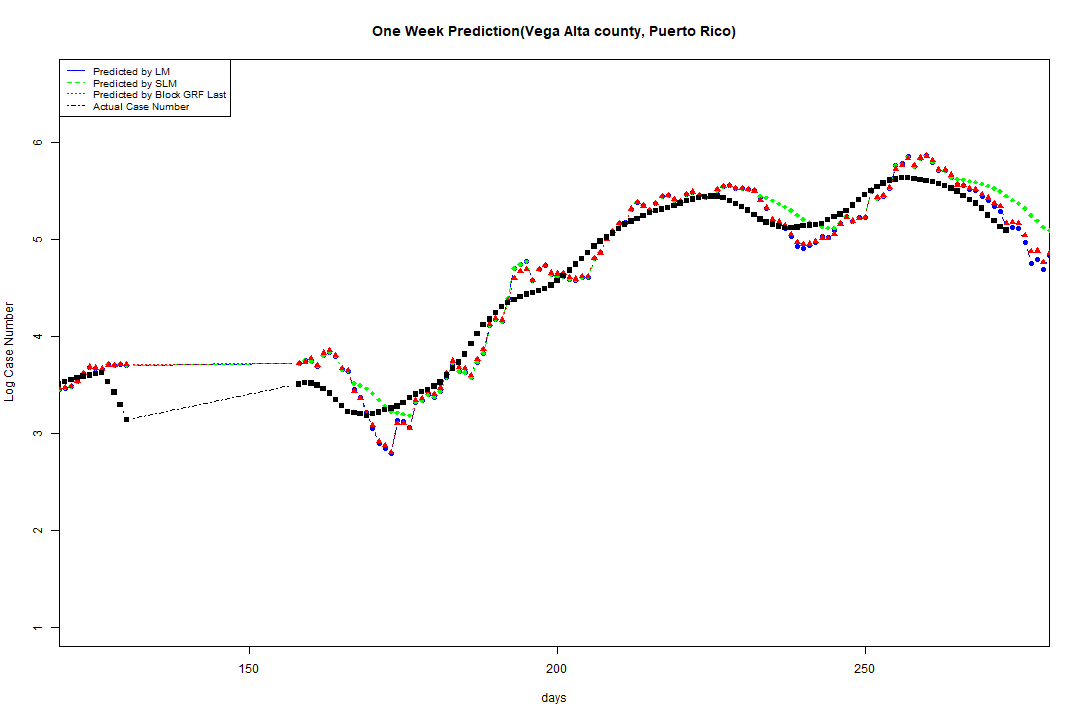 One Week Prediction(Vega Alta county, Puerto Rico)
Predicted by LM
Predicted by SLM
Predicted by Block GRF Last
Actual Case Number
6
5
4
3
2
1
Log Case Number
150 200 250
days